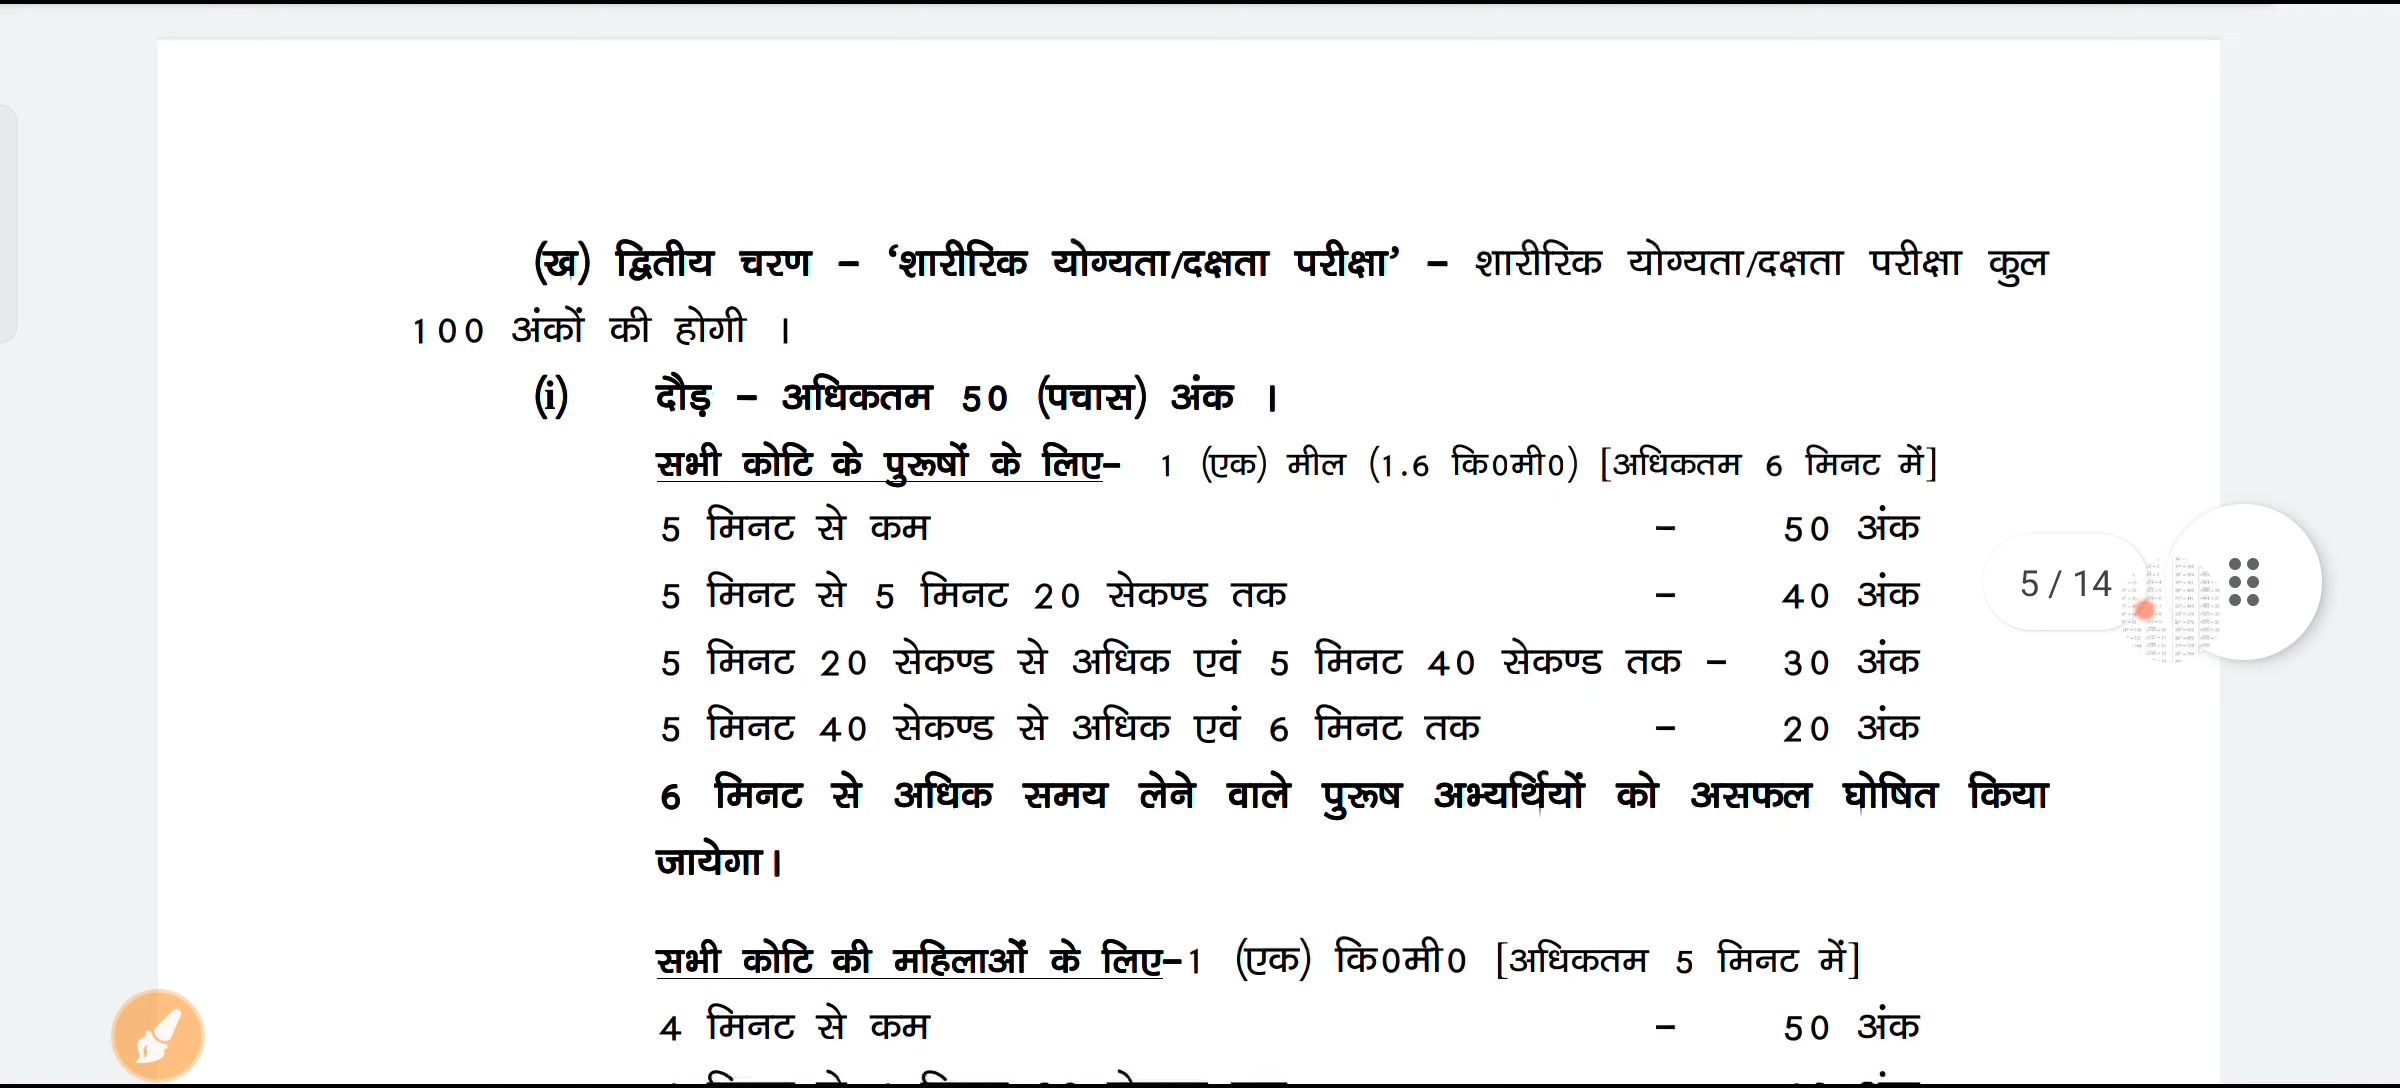 (ख) द्वितीय चरण – ‘शारीरिक योग्यता/दक्षता परीक्षा’ – शारीरिक योग्यता/दक्षता परीक्षा कुल
100 अंकों की होगी ।
(i) दौड़ – अधिकतम 50 (पचास) अंक ।
सभी कोटि के पुरूषों के लिए– 1 (एक) मील (1.6 कि0मी0) [अधिकतम 6 मिनट में]
5 मिनट से कम – 50 अंक
5 मिनट से 5 मिनट 20 सेकण्ड तक – 40 अंक
5 / 14
5 मिनट 20 सेकण्ड से अधिक एवं 5 मिनट 40 सेकण्ड तक – 30 अंक
5 मिनट 40 सेकण्ड से अधिक एवं 6 मिनट तक – 20 अंक
6 मिनट से अधिक समय लेने वाले पुरूष अभ्यर्थियों को असफल घोषित किया
जायेगा।
सभी कोटि की महिलाओं के लिए–1 (एक) कि0मी0 [अधिकतम 5 मिनट में]
4 मिनट से कम – 50 अंक